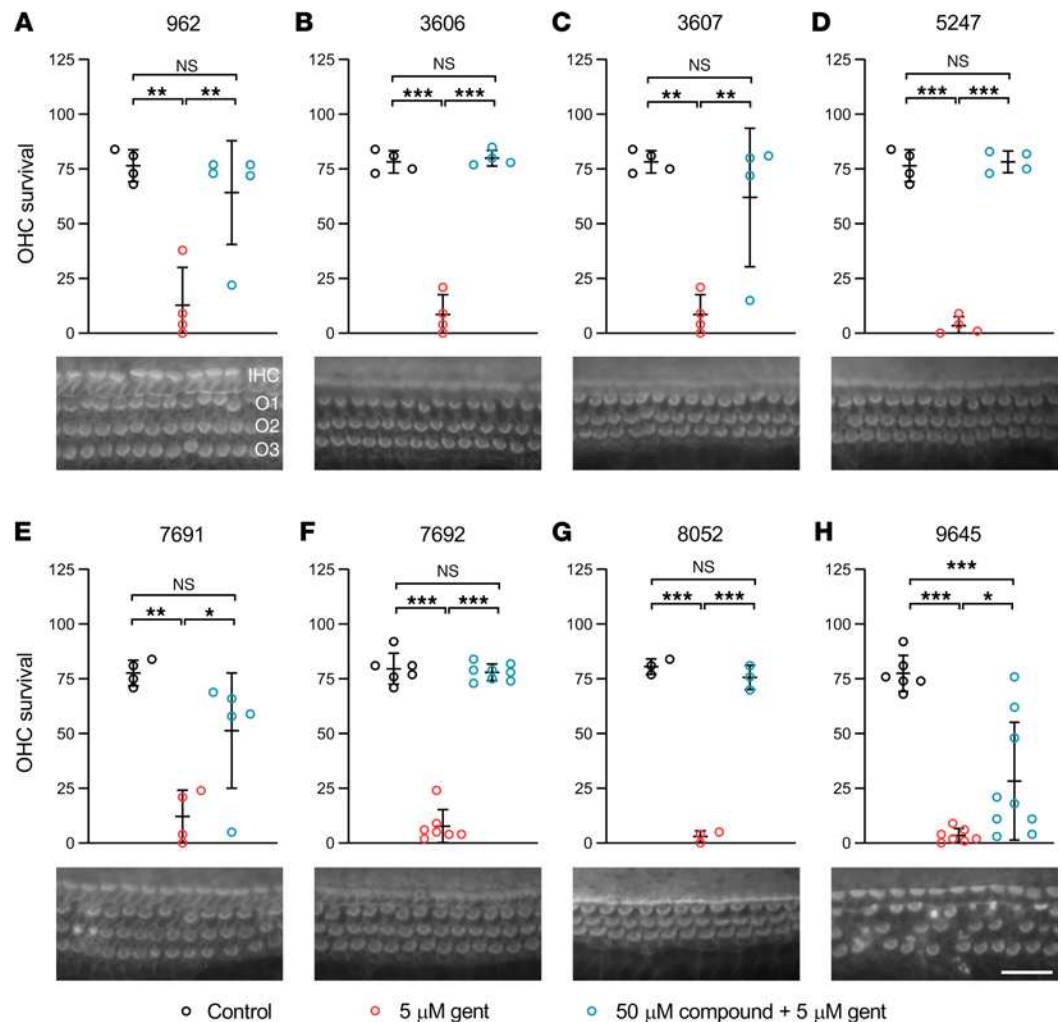 A 962 B 3606 C 3607 D 5247
125 NS 125 NS 125 NS 125 NS
** ** *** *** ** ** *** ***
100 100 100 100
75 75 75 75
OHC survival
50 50 50 50
25 25 25 25
0 0 0 0
IHC
O1
O2
O3
E 7691 F 7692 G 8052 H 9645
125 NS 125 NS 125 NS 125 ***
** * *** *** *** *** *** *
100 100 100 100
75 75 75 75
OHC survival
50 50 50 50
25 25 25 25
0 0 0 0
Control 5 μM gent 50 μM compound + 5 μM gent